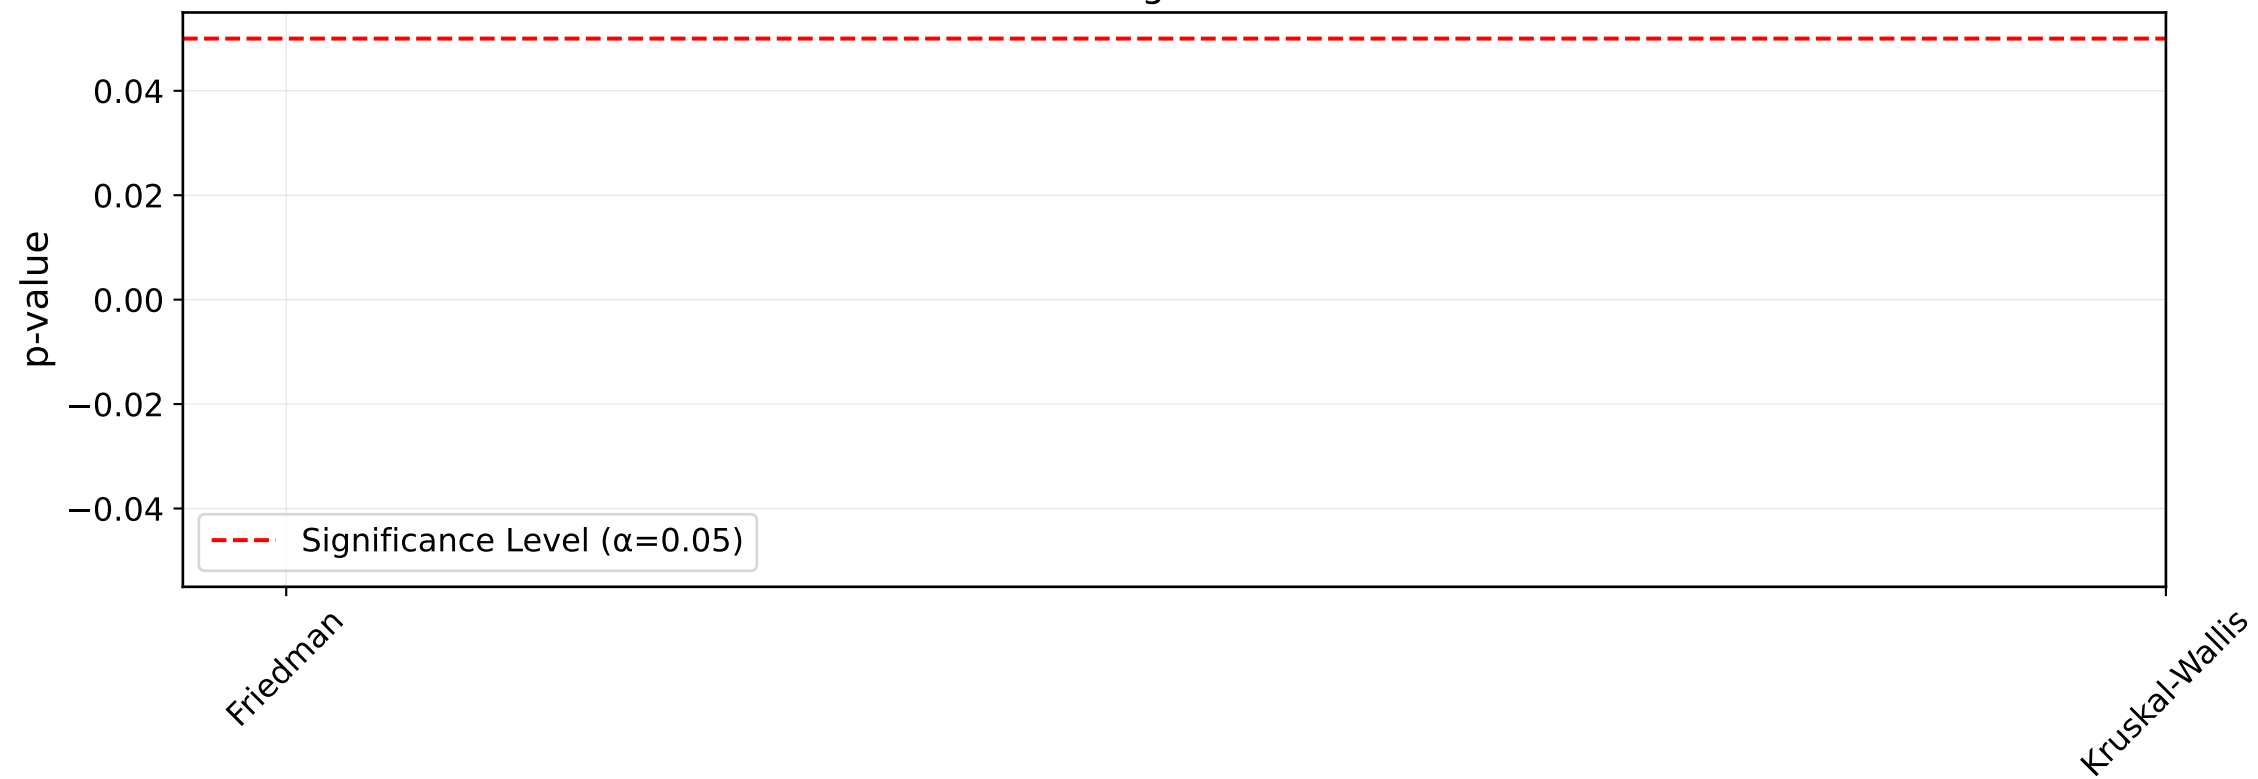 0.04
0.02
0.00
−0.02
−0.04
p-value
Significance Level (α=0.05)
Friedman
Kruskal-Wallis